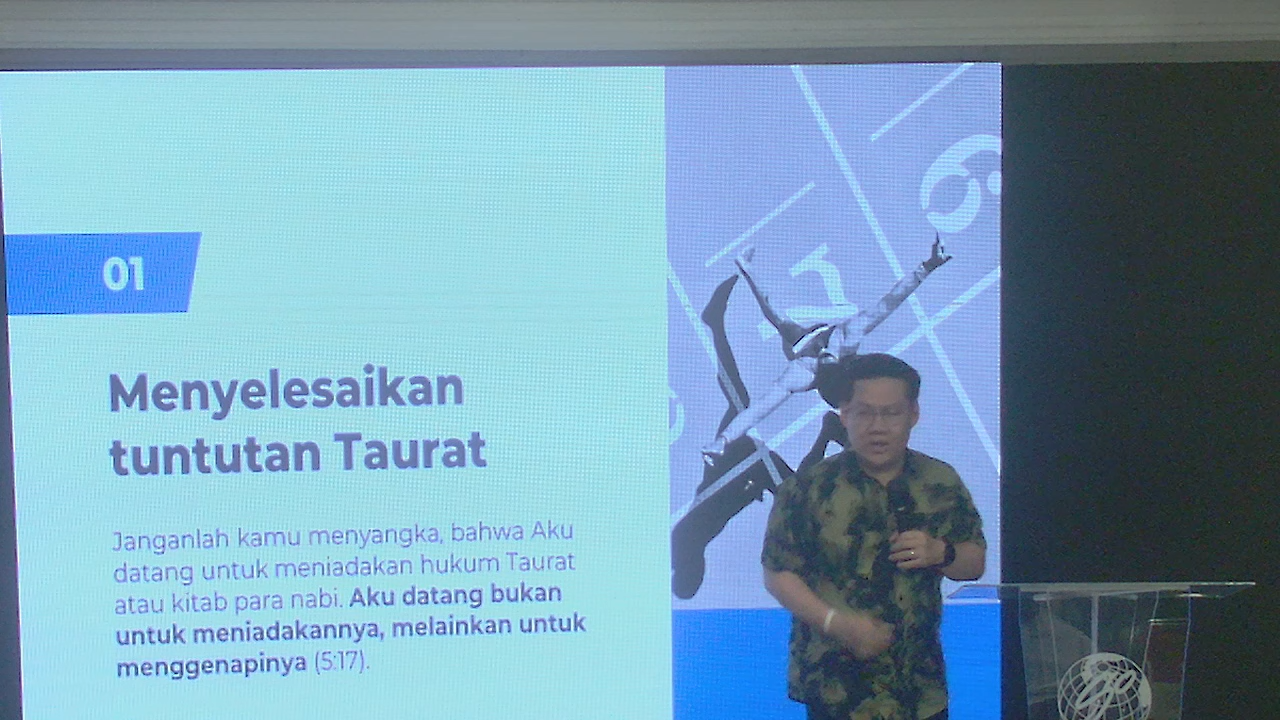 01
Menyelesaikan
tuntutan Taurat
Janganlah kamu menyangka, bahwa Aku
datang untuk meniadakan hukum Taurat
atau kitab para nabi. Aku datang bukan
untuk meniadakannya, melainkan untuk
menggenapinya (5:17).
6